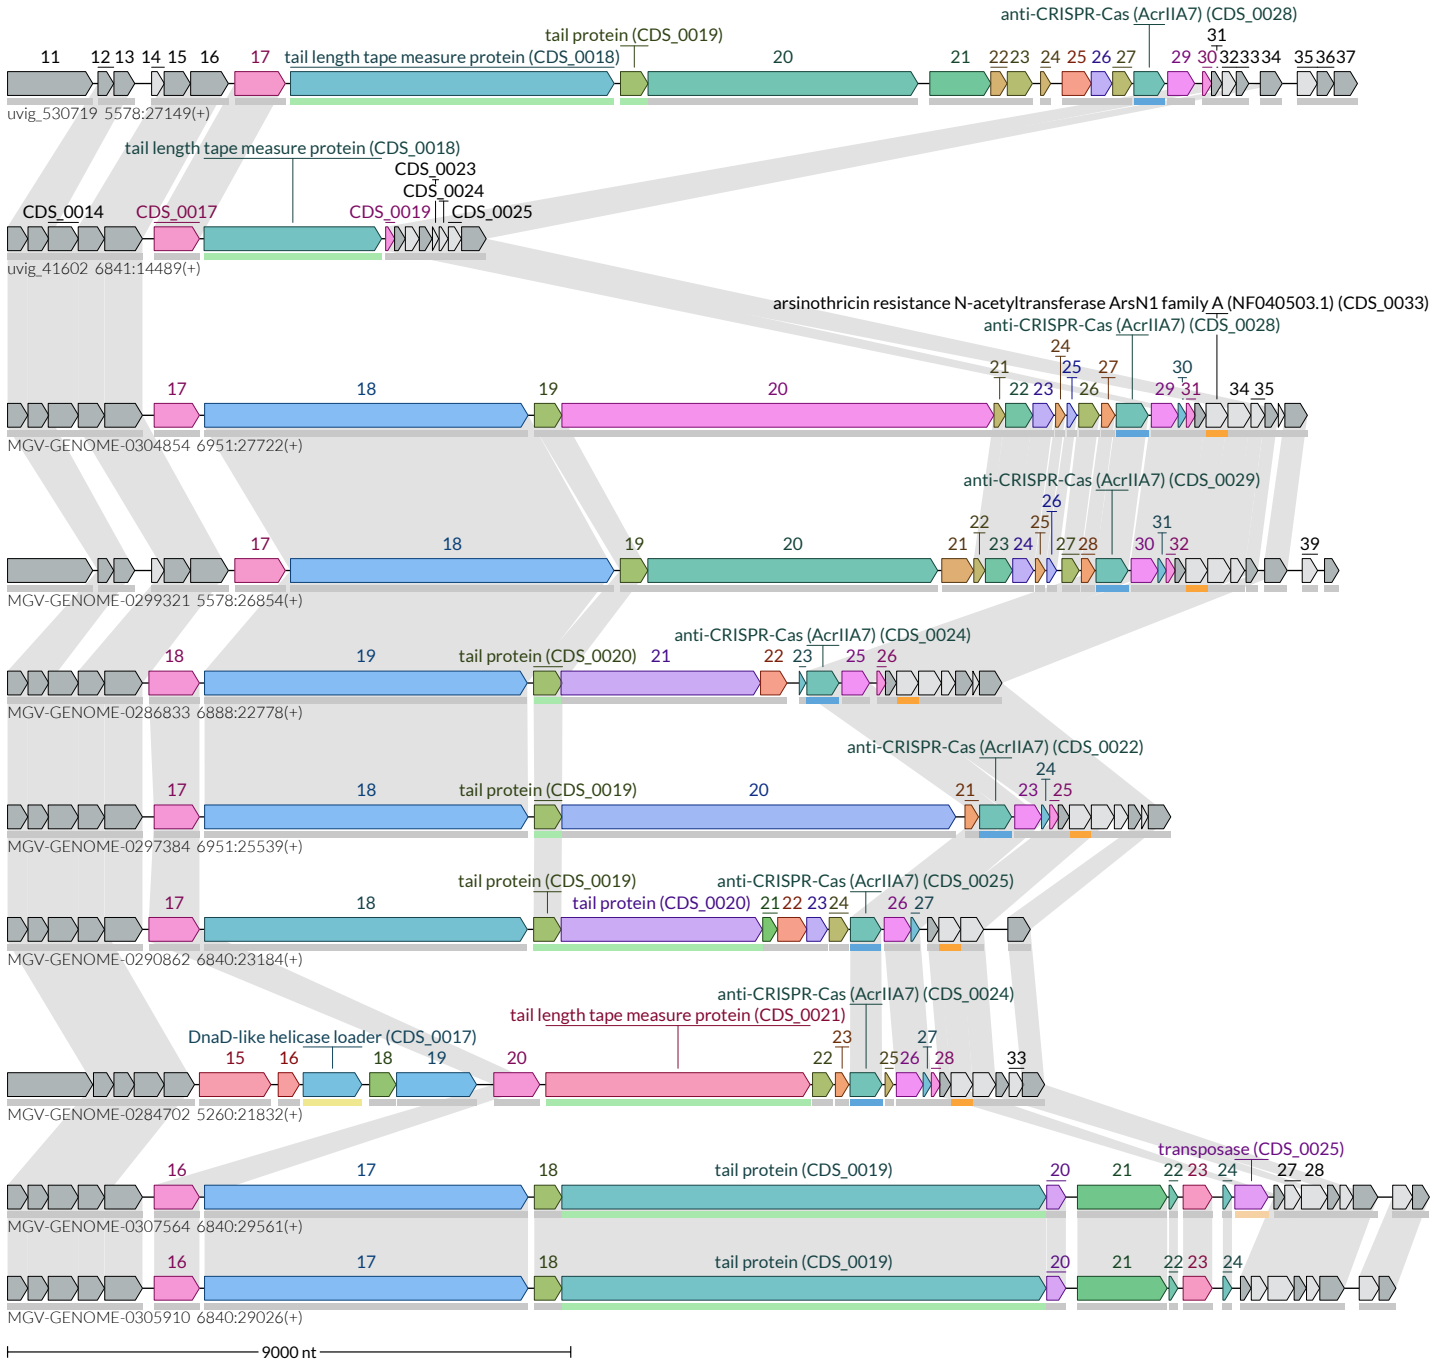 anti-CRISPR-Cas (AcrIIA7) (CDS_0028)
tail protein (CDS_0019) 31
11 12 13 14 15 16 17 tail length tape measure protein (CDS_0018) 20 21 22 23 24 25 26 27 29 30 32 33 34 35 36 37
uvig_530719 5578:27149(+)
tail length tape measure protein (CDS_0018)
CDS_0023
CDS_0024
CDS_0014 CDS_0017 CDS_0019 CDS_0025
uvig_41602 6841:14489(+)
arsinothricin resistance N-acetyltransferase ArsN1 family A (NF040503.1) (CDS_0033)
anti-CRISPR-Cas (AcrIIA7) (CDS_0028)
24
21 25 27 30
17 18 19 20 22 23 26 29 31 34 35
MGV-GENOME-0304854 6951:27722(+)
anti-CRISPR-Cas (AcrIIA7) (CDS_0029)
26
22 25 31
17 18 19 20 21 23 24 27 28 30 32 39
MGV-GENOME-0299321 5578:26854(+)
anti-CRISPR-Cas (AcrIIA7) (CDS_0024)
18 19 tail protein (CDS_0020) 21 22 23 25 26
MGV-GENOME-0286833 6888:22778(+)
anti-CRISPR-Cas (AcrIIA7) (CDS_0022)
24
17 18 tail protein (CDS_0019) 20 21 23 25
MGV-GENOME-0297384 6951:25539(+)
tail protein (CDS_0019) anti-CRISPR-Cas (AcrIIA7) (CDS_0025)
17 18 tail protein (CDS_0020) 21 22 23 24 26 27
MGV-GENOME-0290862 6840:23184(+)
anti-CRISPR-Cas (AcrIIA7) (CDS_0024)
tail length tape measure protein (CDS_0021)
DnaD-like helicase loader (CDS_0017) 23 27
15 16 18 19 20 22 25 26 28 33
MGV-GENOME-0284702 5260:21832(+)
transposase (CDS_0025)
16 17 18 tail protein (CDS_0019) 20 21 22 23 24 27 28
MGV-GENOME-0307564 6840:29561(+)
16 17 18 tail protein (CDS_0019) 20 21 22 23 24
MGV-GENOME-0305910 6840:29026(+)
9000 nt